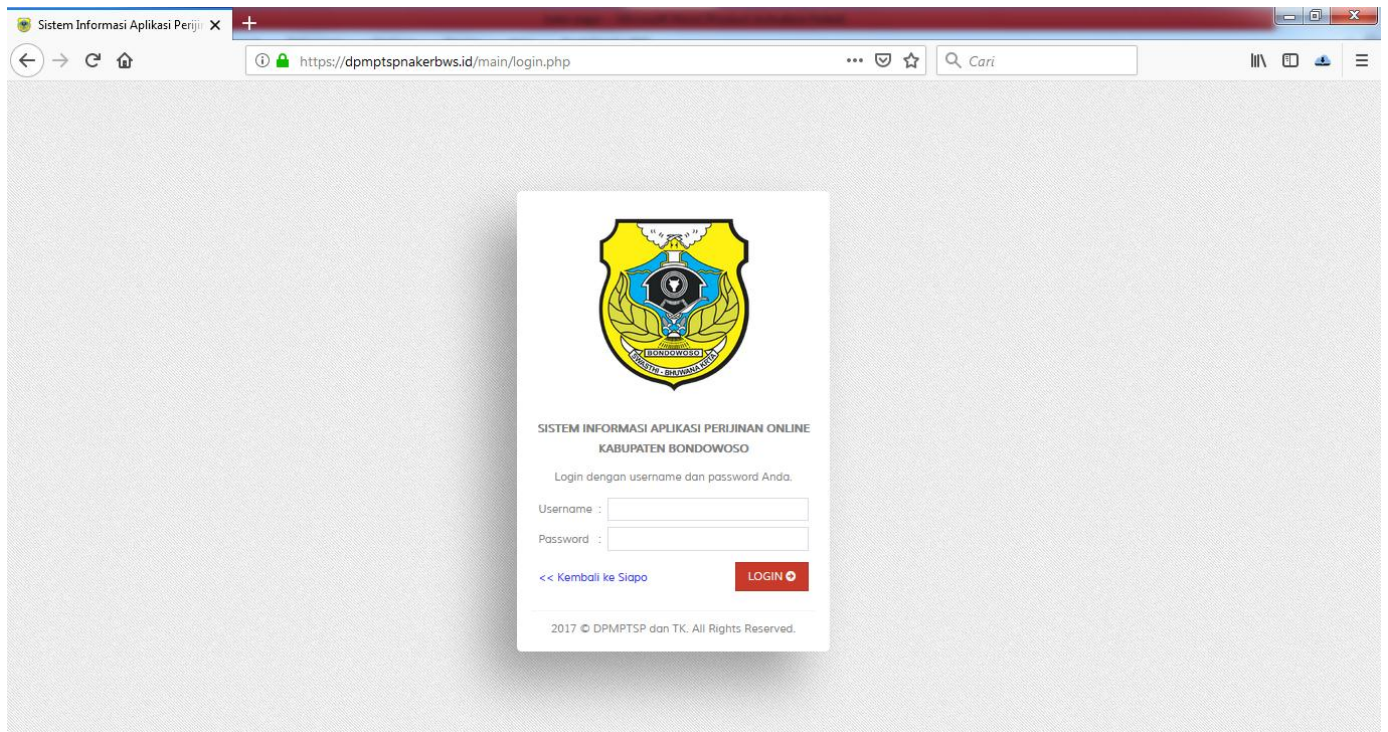 Sistem Informasi Aplikasi Periji
https://dpmptspnakerbws.id/main/login.php
Cari
BONDOWOSO
SWASTHI - BHUWANA KRTA
SISTEM INFORMASI APLIKASI PERIJINAN ONLINE
KABUPATEN BONDOWOSO
Login dengan username dan password Anda.
Username :
Password :
<< Kembali ke Siapo
LOGIN
2017 © DPMPTSP dan TK. All Rights Reserved.